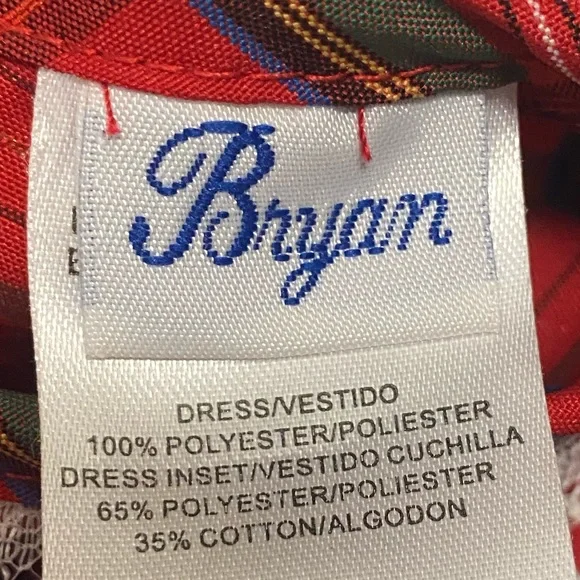 Bryan
DRESS/VESTIDO
100% POLYESTER/POLIESTER
DRESS INSET/VESTIDO CUCHILLA
65% POLYESTER/POLIESTER
35% COTTON/ALGODON